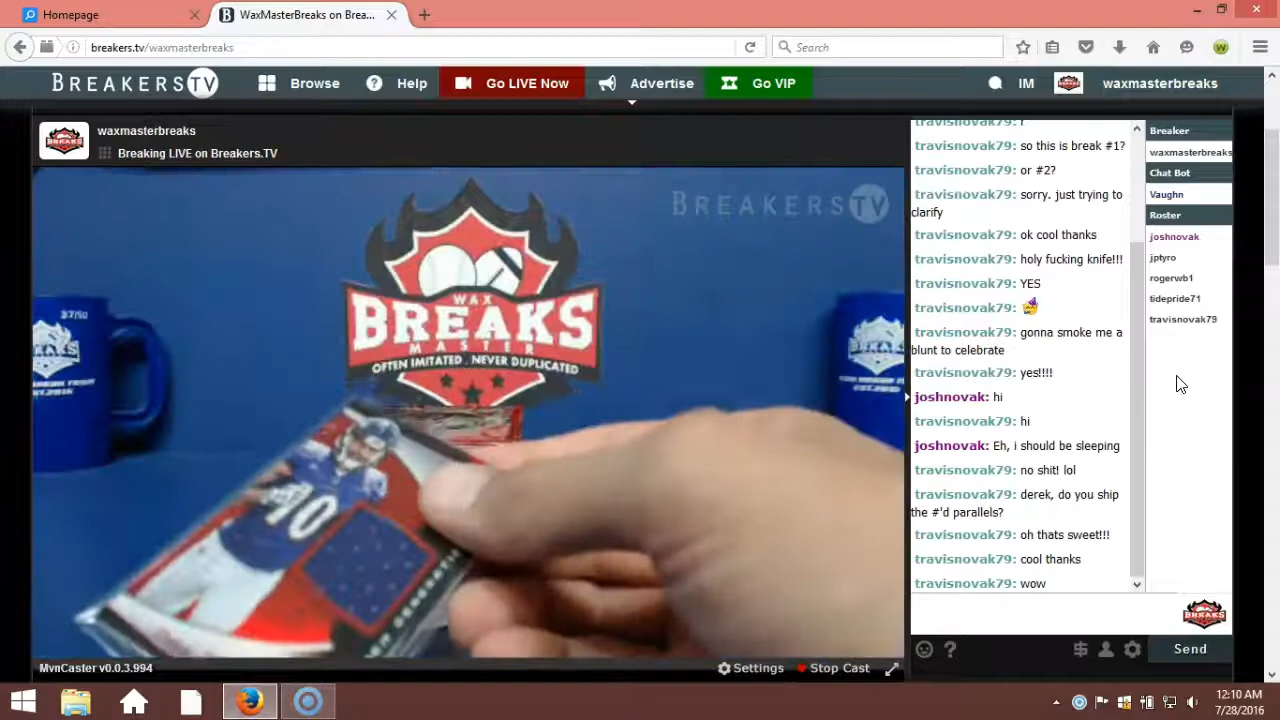 Homepage
WaxMasterBreaks on Brea...
breakers.tv/waxmasterbreaks
Search
BREAKERSTV
Browse
Help
Go LIVE Now
Advertise
Go VIP
IM
waxmasterbreaks
waxmasterbreaks
Breaking LIVE on Breakers.TV
BREAKERSTV
37/50
WAX
BREAKS
MASTER
OFTEN IMITATED. NEVER DUPLICATED
10
MvnCaster v0.0.3.994
Settings
Stop Cast
travisnovak79: so this is break #1?
travisnovak79: or #2?
travisnovak79: sorry. just trying to
clarify
travisnovak79: ok cool thanks
travisnovak79: holy fucking knife!!!
travisnovak79: YES
travisnovak79:
travisnovak79: gonna smoke me a
blunt to celebrate
travisnovak79: yes!!!!
joshnovak: hi
travisnovak79: hi
joshnovak: Eh, i should be sleeping
travisnovak79: no shit! lol
travisnovak79: derek, do you ship
the #'d parallels?
travisnovak79: oh thats sweet!!!
travisnovak79: cool thanks
travisnovak79: wow
Breaker
waxmasterbreaks
Chat Bot
Vaughn
Roster
joshnovak
jptyro
rogerwb1
tidepride71
travisnovak79
BREAKS
Send
12:10 AM
7/28/2016